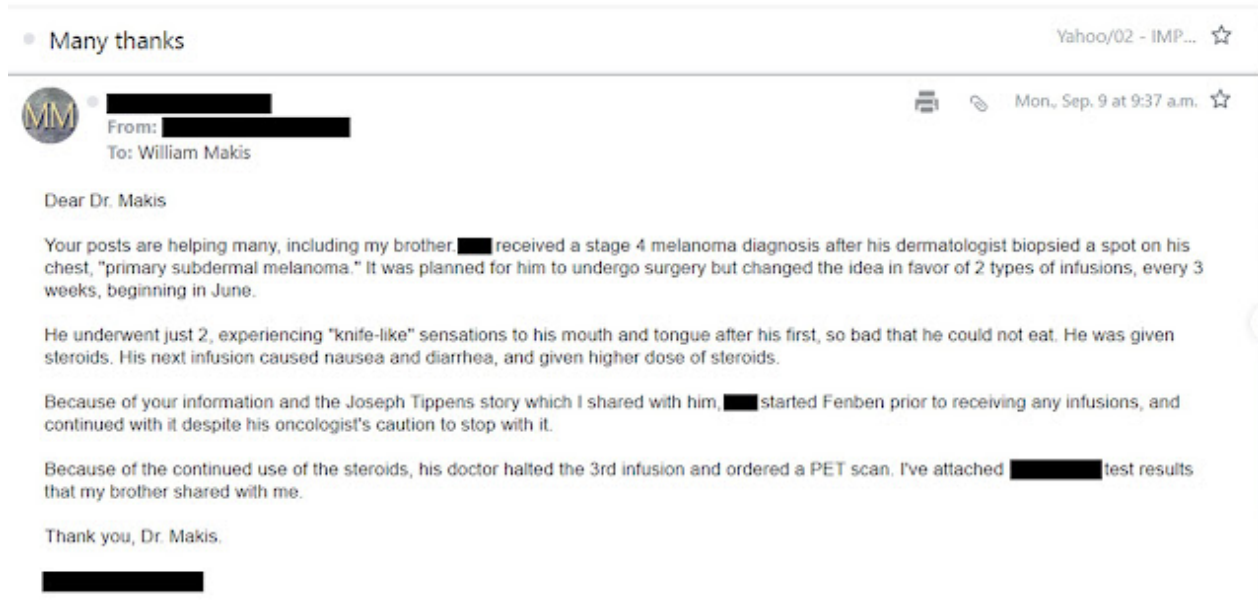 Many thanks
Yahoo/02 - IMP...
MM
Mon., Sep. 9 at 9:37 a.m.
From:
To: William Makis
Dear Dr. Makis
Your posts are helping many, including my brother. received a stage 4 melanoma diagnosis after his dermatologist biopsied a spot on his
chest, "primary subdermal melanoma." It was planned for him to undergo surgery but changed the idea in favor of 2 types of infusions, every 3
weeks, beginning in June.
He underwent just 2, experiencing "knife-like" sensations to his mouth and tongue after his first, so bad that he could not eat. He was given
steroids. His next infusion caused nausea and diarrhea, and given higher dose of steroids.
Because of your information and the Joseph Tippens story which I shared with him, started Fenben prior to receiving any infusions, and
continued with it despite his oncologist's caution to stop with it.
Because of the continued use of the steroids, his doctor halted the 3rd infusion and ordered a PET scan. I've attached test results
that my brother shared with me.
Thank you, Dr. Makis.